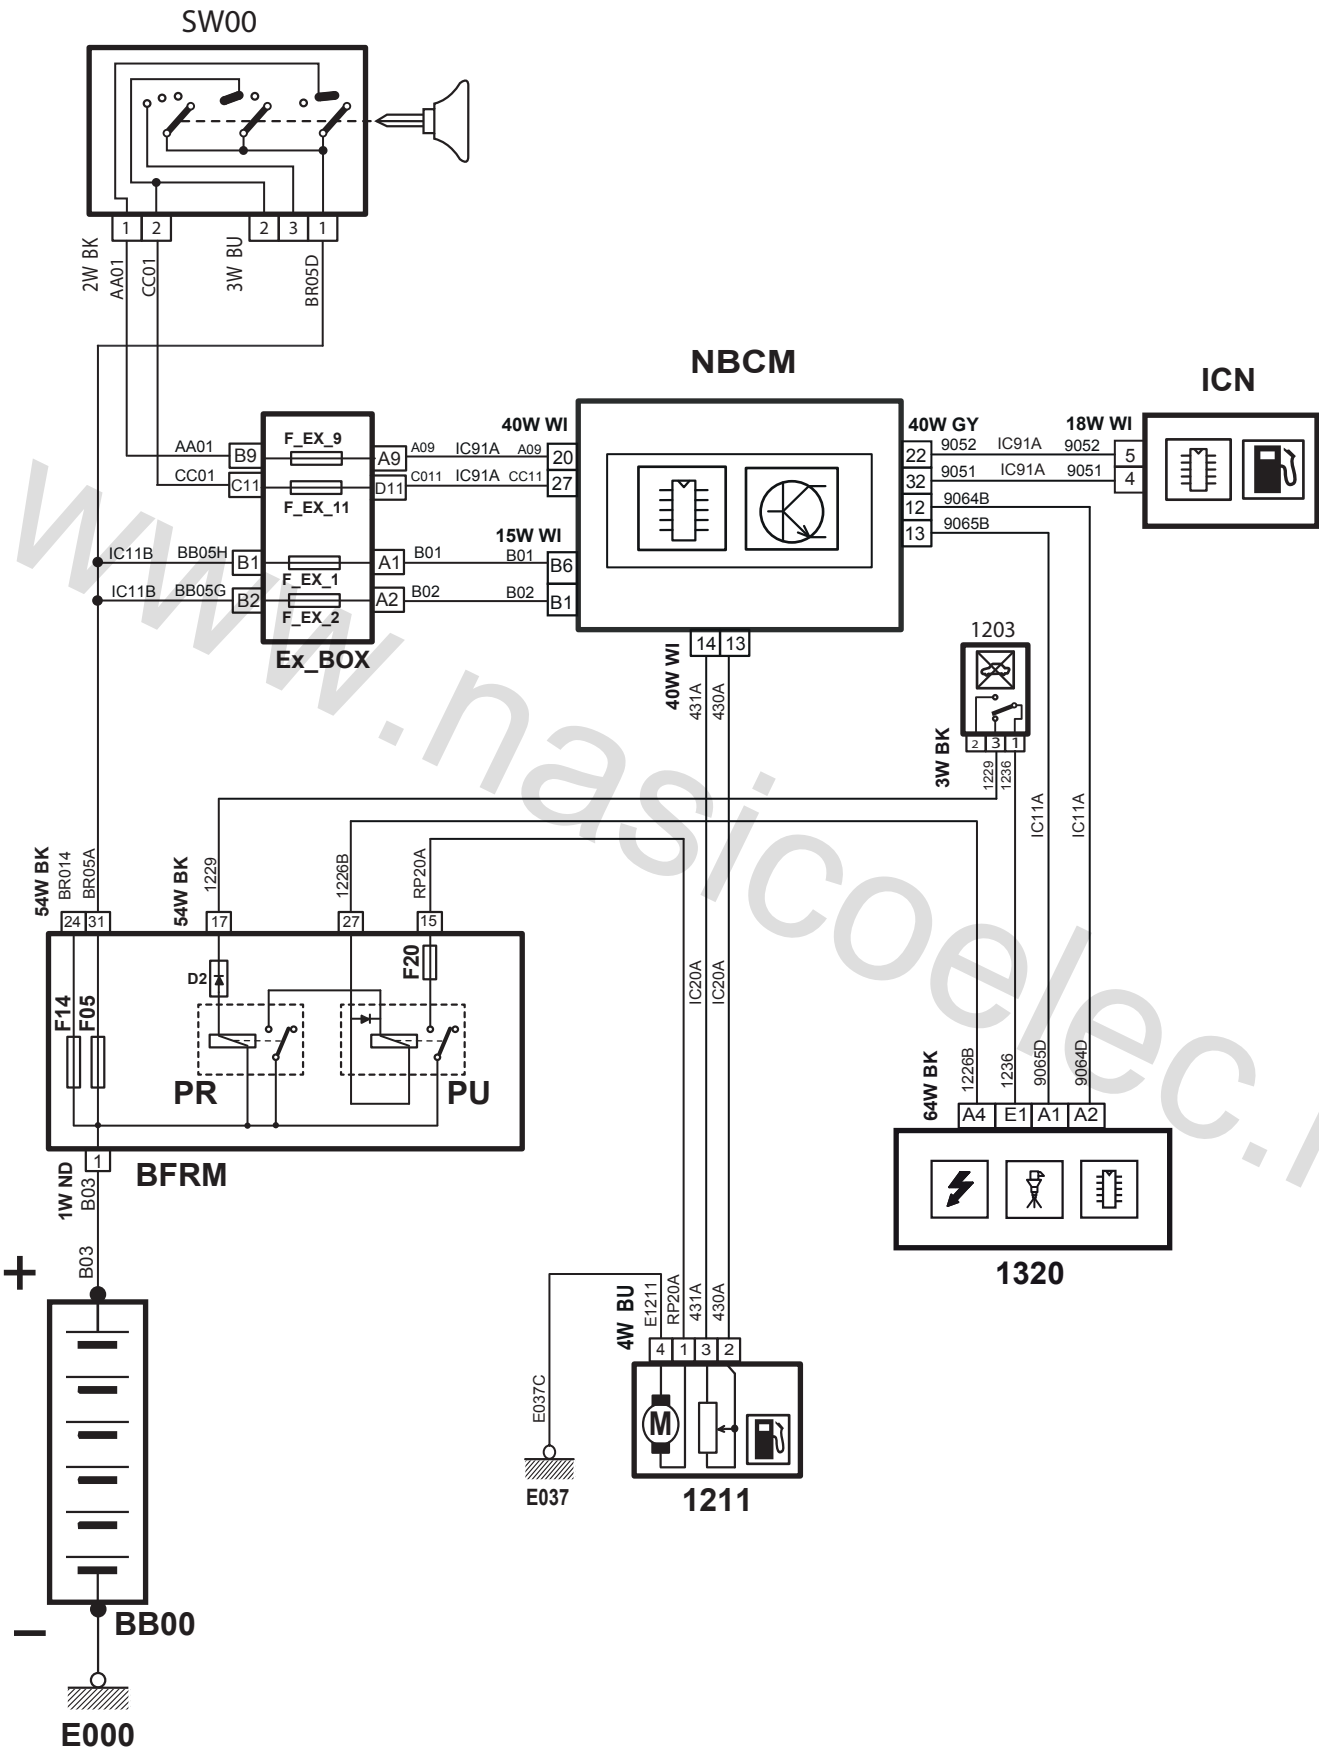 SW00
1 2 2 3 1
2W BK
AA01
CC01
3W BU
BR05D
NBCM
ICN
40W WI
40W GY
18W WI
AA01 B9 F_EX_9 A9 A09 IC91A A09 20
22 9052 IC91A 9052 5
CC01 C11 F_EX_11 D11 C011 IC91A CC11 27
32 9051 IC91A 9051 4
12 9064B
13 9065B
15W WI
IC11B BB05H B1 F_EX_1 A1 B01 B01 B6
IC11B BB05G B2 F_EX_2 A2 B02 B02 B1
Ex_BOX
14 13
40W WI
431A
430A
1203
2 3 1
3W BK
1229
1236
IC11A
IC11A
54W BK
BR014
BR05A
54W BK
1229
1226B
RP20A
24 31 17 27 15
F14
F05
D2
F20
PR
PU
BFRM
IC20A
IC20A
64W BK
1226B
1236
9065D
9064D
A4 E1 A1 A2
1320
1
1W ND
B03
B03
+
4W BU
E1211
RP20A
431A
430A
4 1 3 2
M
1211
E037C
E037
–
BB00
E000
www.nasicoelec.